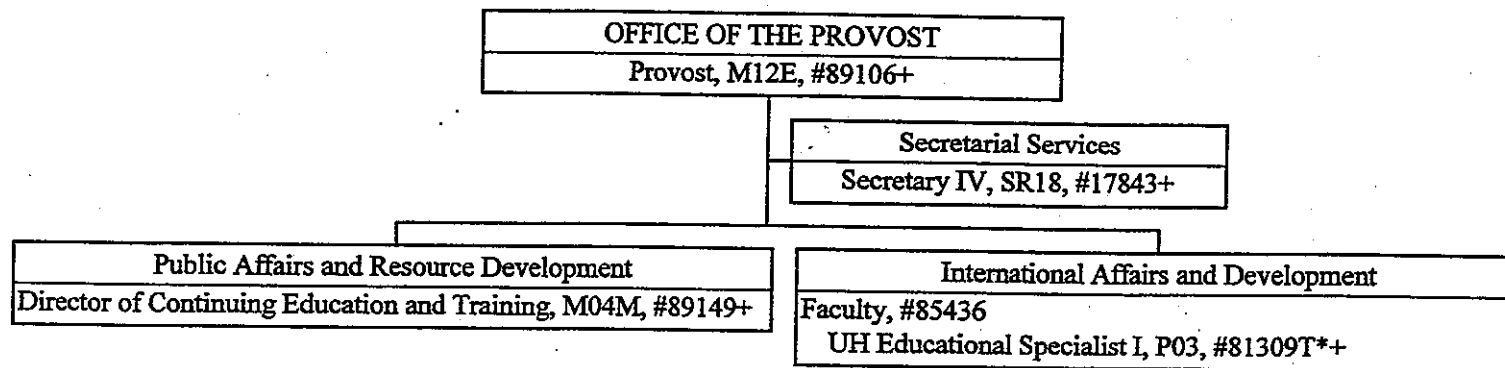 OFFICE OF THE PROVOST
Provost, M12E, #89106+
Secretarial Services
Secretary IV, SR18, #17843+
Public Affairs and Resource Development
Director of Continuing Education and Training, M04M, #89149+
International Affairs and Development
Faculty, #85436
UH Educational Specialist I, P03, #81309T*+